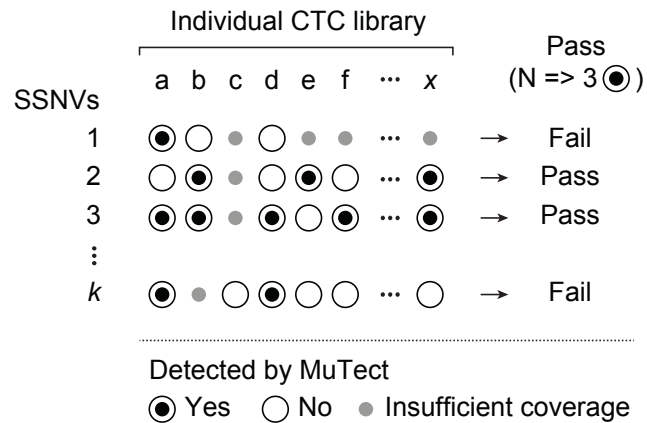 Individual CTC library
Pass
(N => 3 )
a b c d e f ··· x
SSNVs
1 ··· → Fail
2 ··· → Pass
3 ··· → Pass
⋮
k ··· → Fail
Detected by MuTect
Yes No Insufficient coverage